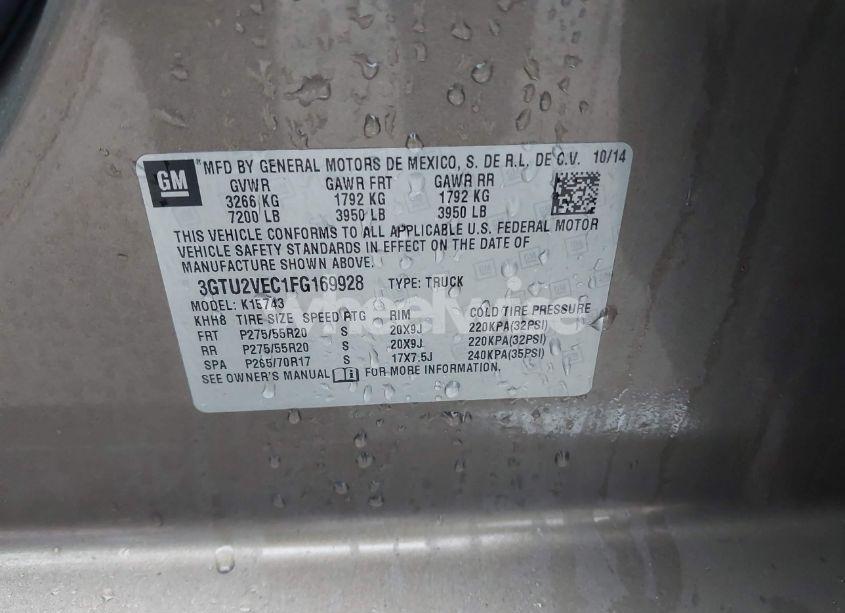 GM
MFD BY GENERAL MOTORS DE MEXICO, S. DE R.L. DE C.V. 10/14
GVWR GAWR FRT GAWR RR
3266 KG 1792 KG 1792 KG
7200 LB 3950 LB 3950 LB
THIS VEHICLE CONFORMS TO ALL APPLICABLE U.S. FEDERAL MOTOR
VEHICLE SAFETY STANDARDS IN EFFECT ON THE DATE OF
MANUFACTURE SHOWN ABOVE.
3GTU2VEC1FG169928 TYPE: TRUCK
MODEL: K15743
KHH8 TIRE SIZE SPEED RTG RIM COLD TIRE PRESSURE
FRT P275/55R20 S 20X9J 220KPA(32PSI)
RR P275/55R20 S 20X9J 220KPA(32PSI)
SPA P265/70R17 S 17X7.5J 240KPA(35PSI)
SEE OWNER'S MANUAL FOR MORE INFORMATION.
wheelwise